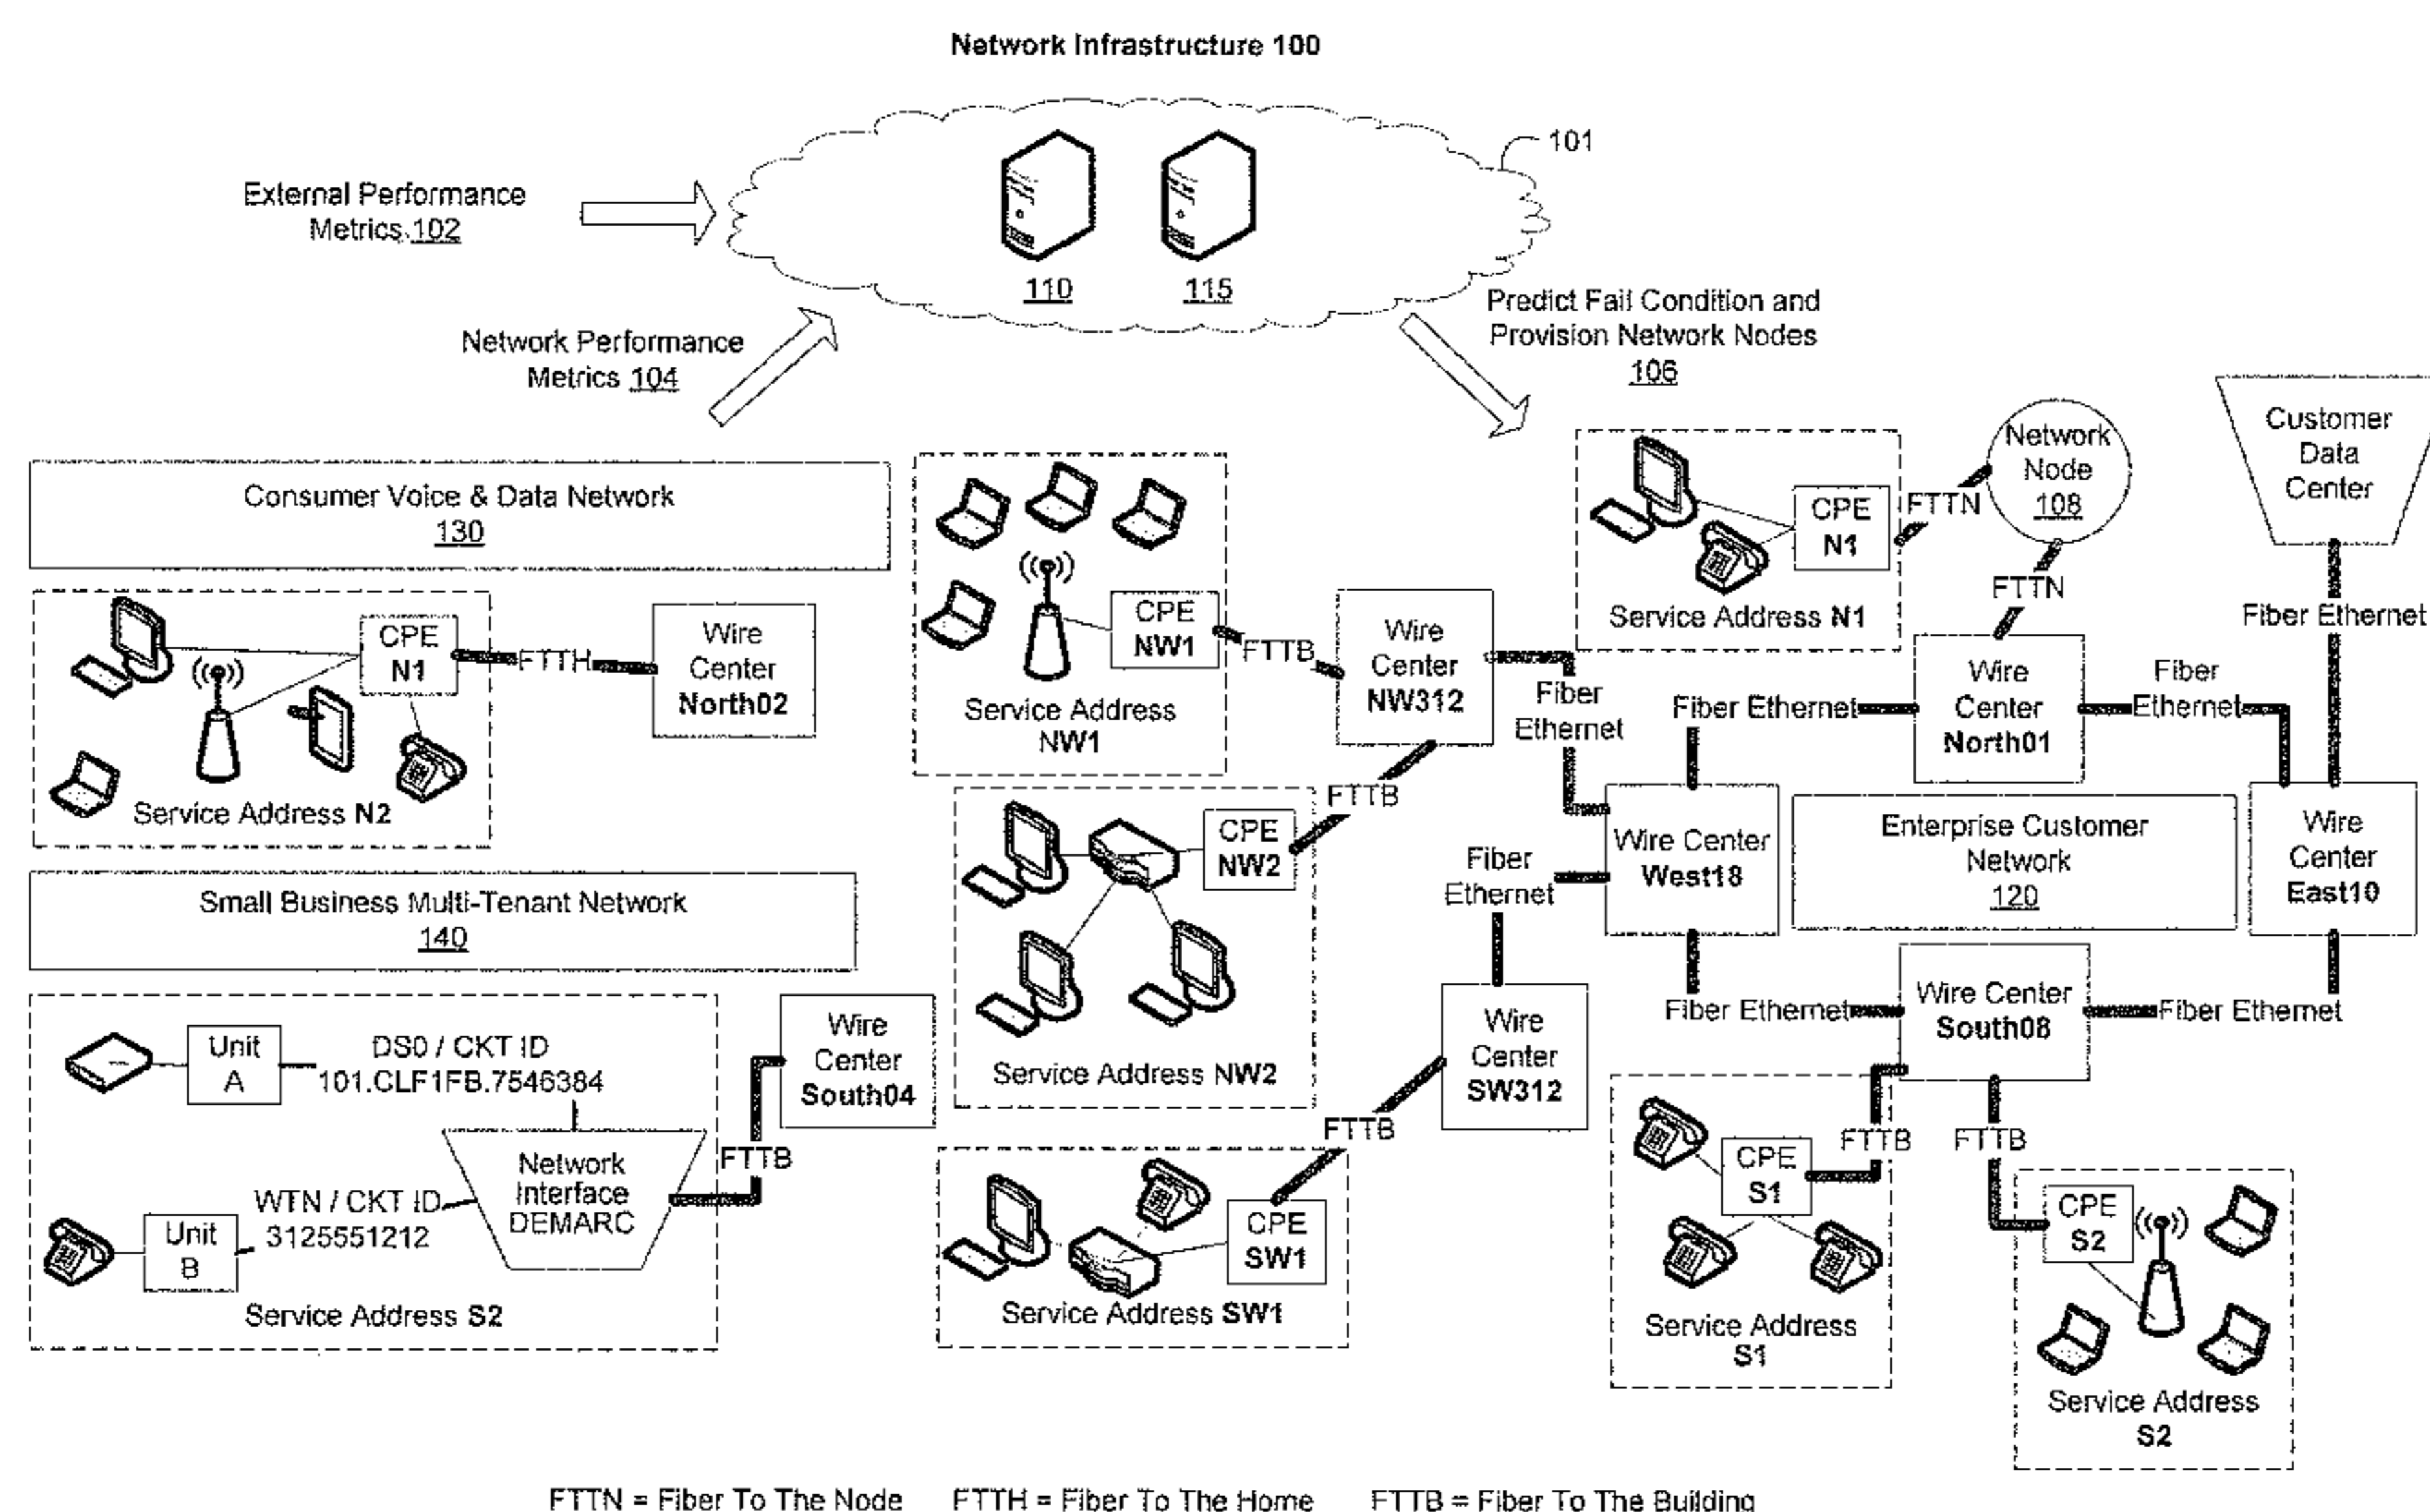 Network Infrastructure 100
101
External Performance
Metrics 102
110
115
Network Performance
Metrics 104
Predict Fail Condition and
Provision Network Nodes
106
Consumer Voice & Data Network
130
CPE
N1
FTTH
Wire
Center
North02
Service Address N2
Small Business Multi-Tenant Network
140
Unit
A
DS0 / CKT ID
101.CLF1FB.7546384
Unit
B
WTN / CKT ID
3125551212
Network
Interface
DEMARC
FTTB
Wire
Center
South04
Service Address S2
CPE
NW1
Service Address
NW1
FTTB
Wire
Center
NW312
Fiber
Ethernet
FTTB
CPE
NW2
Service Address NW2
Fiber
Ethernet
Wire
Center
SW312
FTTB
CPE
SW1
Service Address SW1
CPE
N1
Service Address N1
FTTN
Network
Node
108
FTTN
Customer
Data
Center
Fiber Ethernet
Fiber Ethernet
Wire
Center
North01
Fiber
Ethernet
Wire Center
West18
Enterprise Customer
Network
120
Wire
Center
East10
Fiber Ethernet
Wire Center
South08
Fiber Ethernet
FTTB
FTTB
CPE
S1
Service Address
S1
CPE
S2
Service Address
S2
FTTN = Fiber To The Node FTTH = Fiber To The Home FTTB = Fiber To The Building